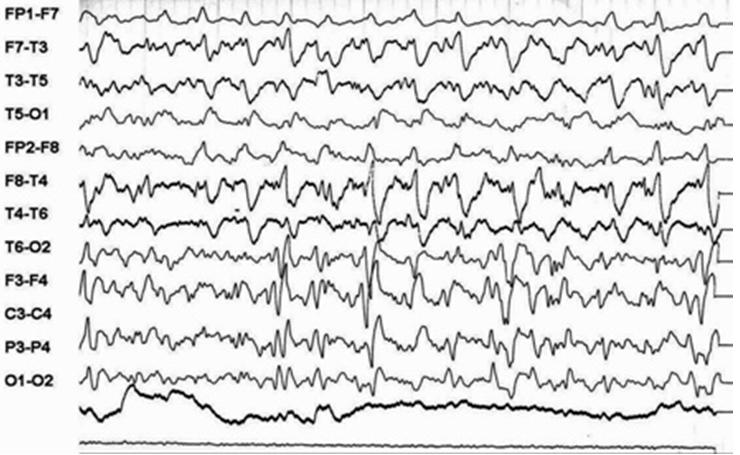 FP1-F7
F7-T3
T3-T5
T5-O1
FP2-F8
F8-T4
T4-T6
T6-O2
F3-F4
C3-C4
P3-P4
O1-O2